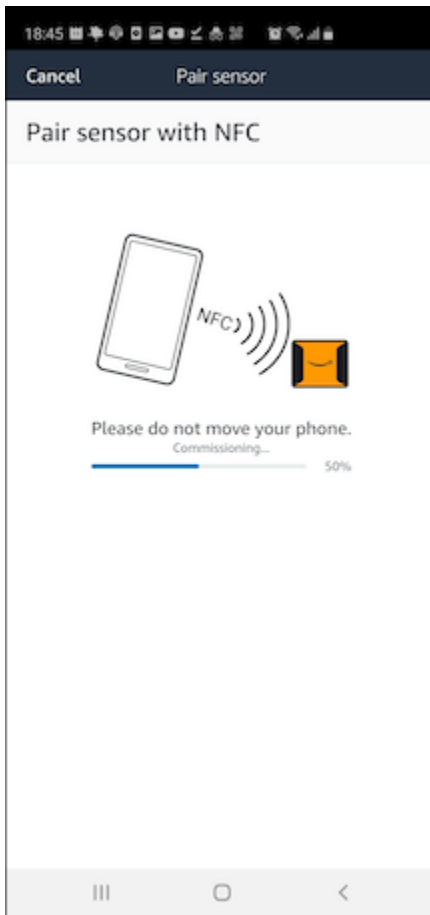 18:45
Cancel Pair sensor
Pair sensor with NFC
NFC
Please do not move your phone.
Commissioning...
50%